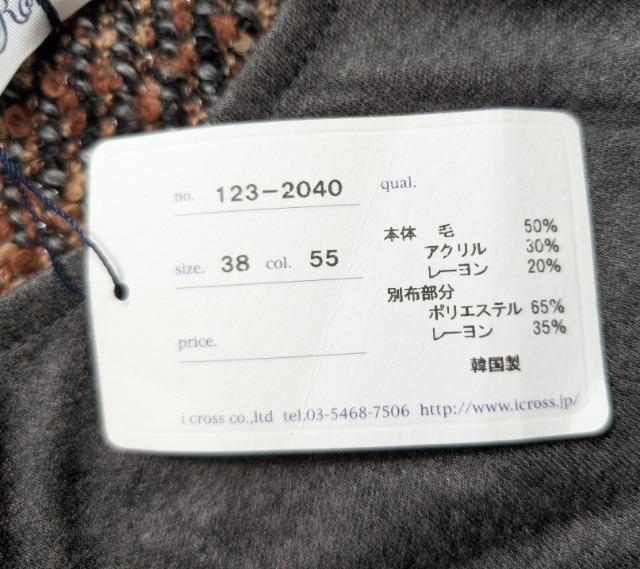 no. 123-2040
size. 38 col. 55
price.
qual.
本体 毛 50%
アクリル 30%
レーヨン 20%
別布部分
ポリエステル 65%
レーヨン 35%
韓国製
i cross co.,ltd tel.03-5468-7506 http://www.icross.jp/